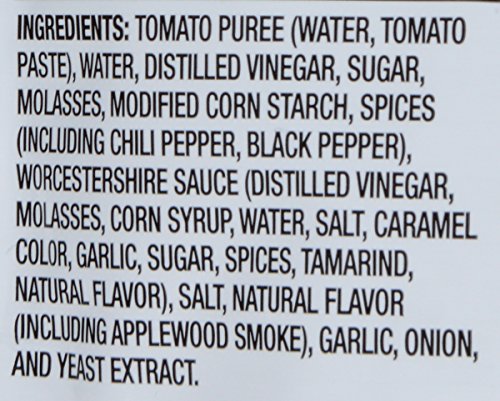 INGREDIENTS: TOMATO PUREE (WATER, TOMATO
PASTE), WATER, DISTILLED VINEGAR, SUGAR,
MOLASSES, MODIFIED CORN STARCH, SPICES
(INCLUDING CHILI PEPPER, BLACK PEPPER),
WORCESTERSHIRE SAUCE (DISTILLED VINEGAR,
MOLASSES, CORN SYRUP, WATER, SALT, CARAMEL
COLOR, GARLIC, SUGAR, SPICES, TAMARIND,
NATURAL FLAVOR), SALT, NATURAL FLAVOR
(INCLUDING APPLEWOOD SMOKE), GARLIC, ONION,
AND YEAST EXTRACT.